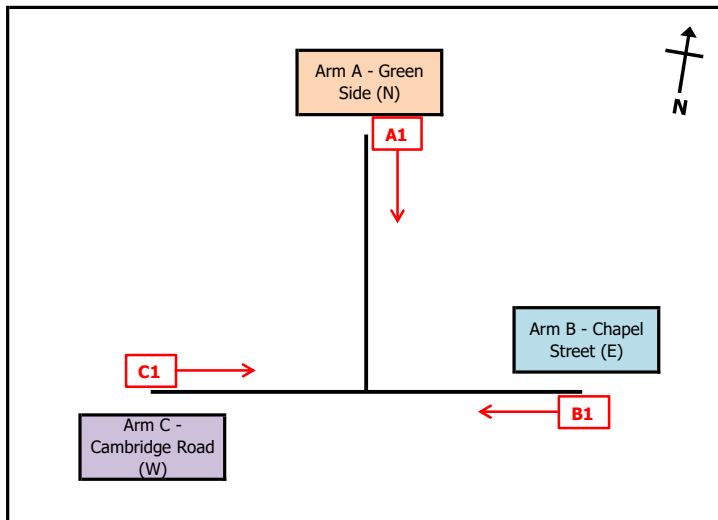 Arm A - Green
Side (N)
N
A1
Arm B - Chapel
Street (E)
C1
B1
Arm C -
Cambridge Road
(W)